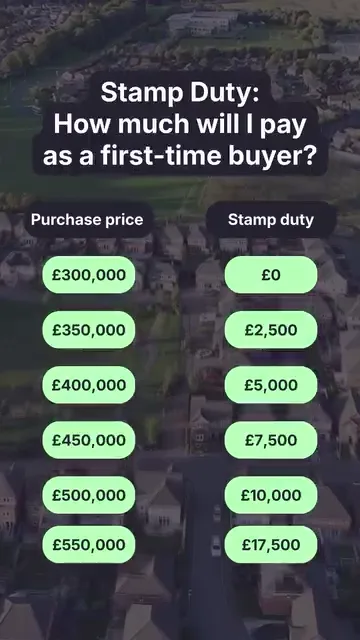 Stamp Duty:
How much will I pay
as a first-time buyer?
Purchase price Stamp duty
£300,000 £0
£350,000 £2,500
£400,000 £5,000
£450,000 £7,500
£500,000 £10,000
£550,000 £17,500